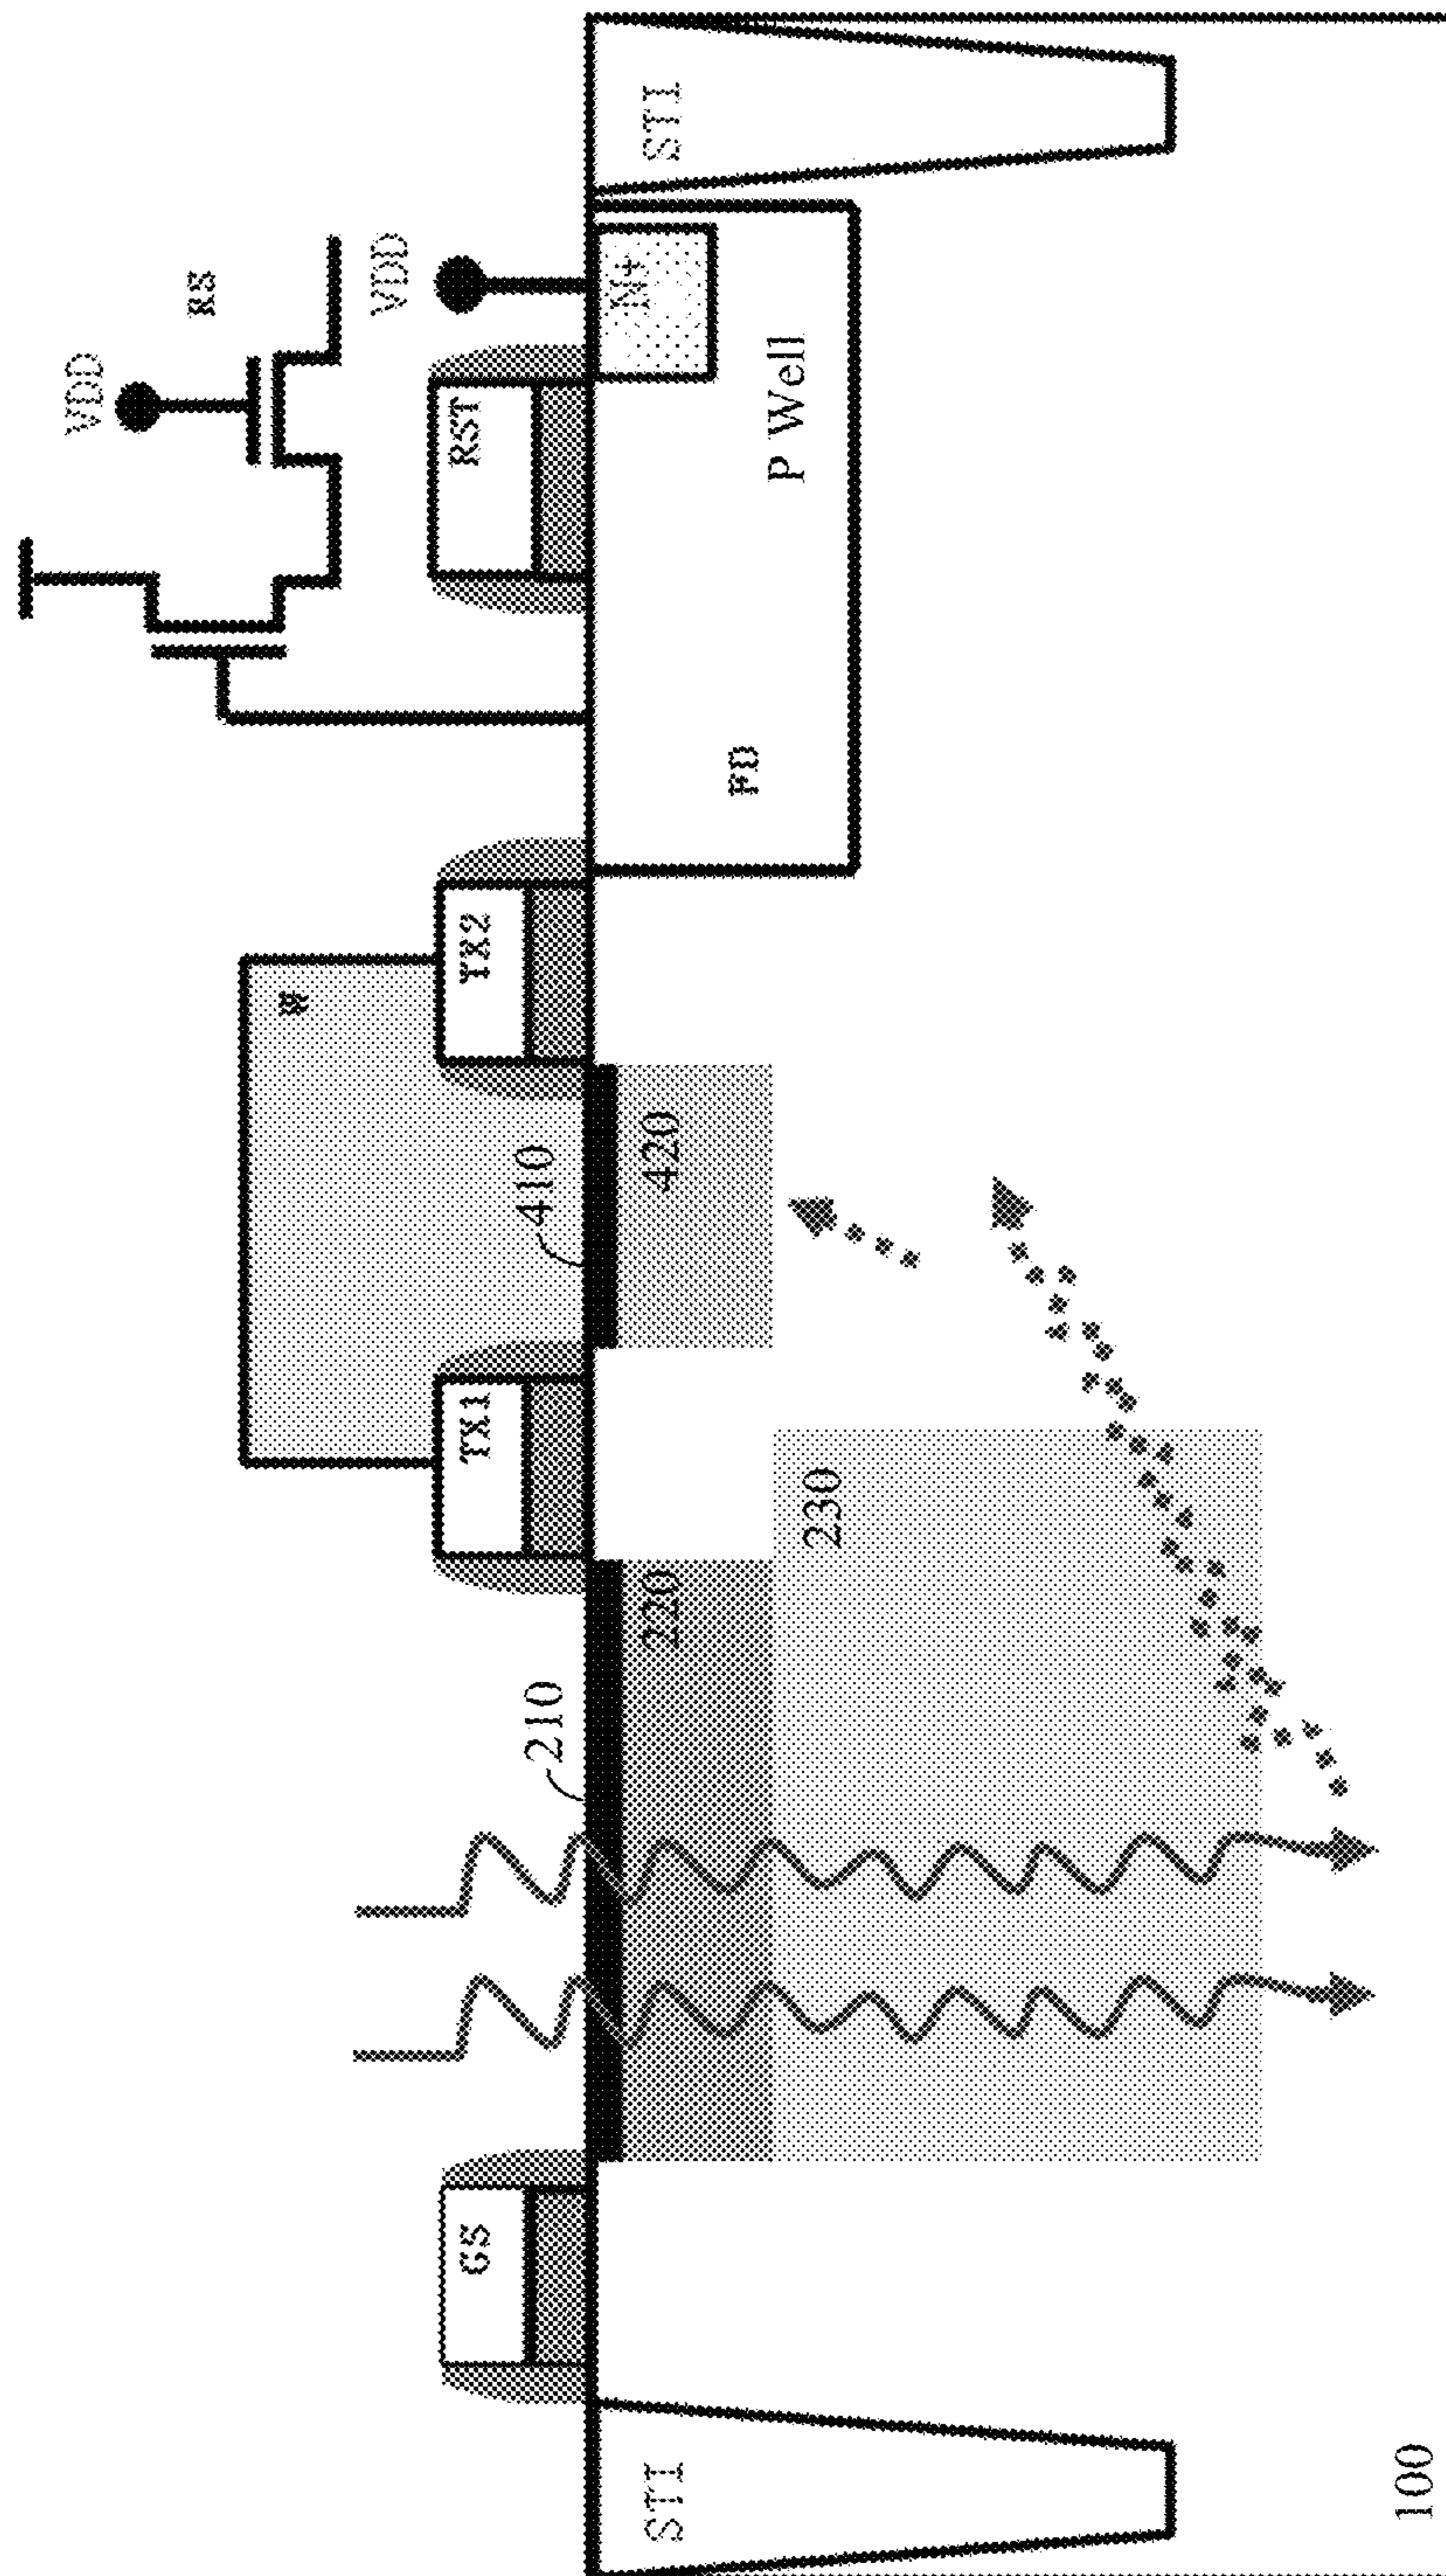 VDD
RS
VDD
W
GS
TX1
TX2
RST
210
410
STI
220
420
FD
N+
STI
230
P Well
100